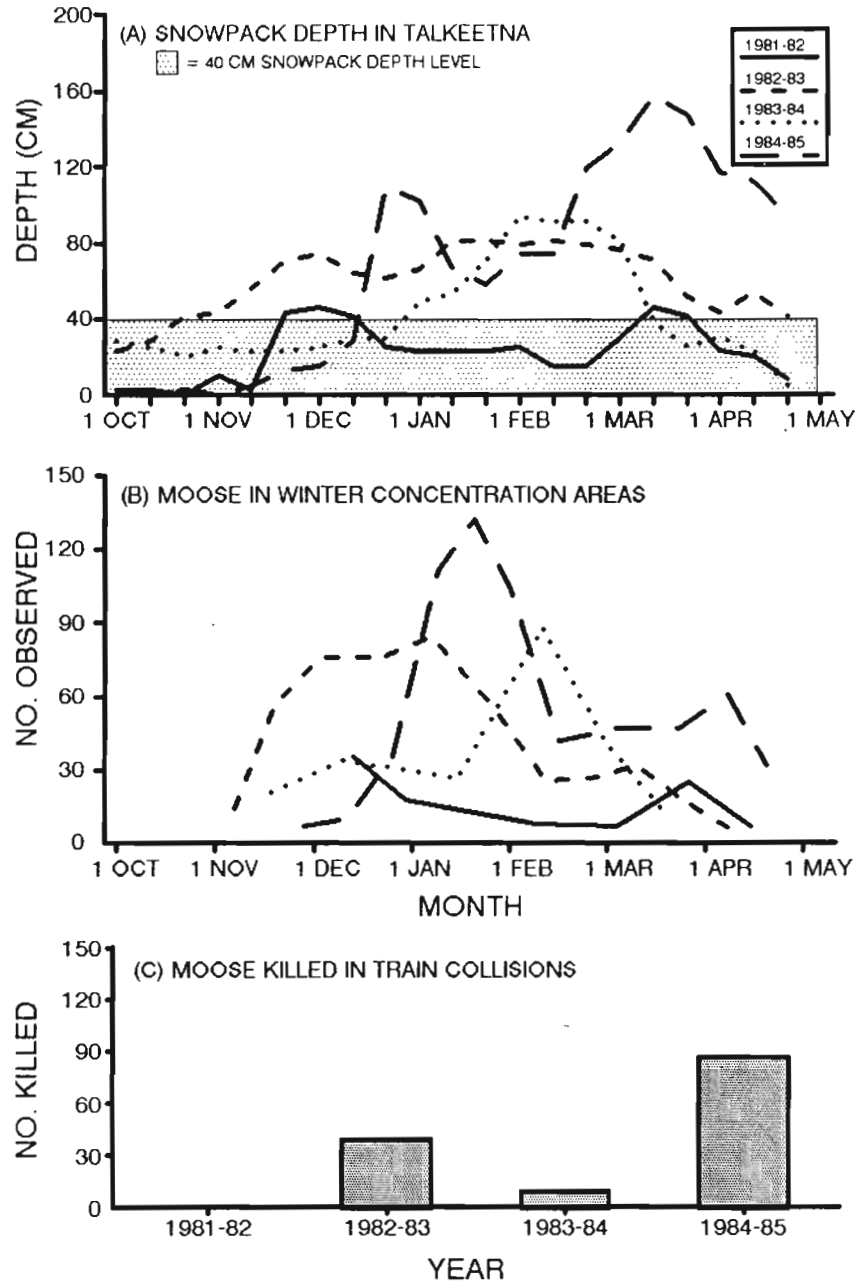 (A) SNOWPACK DEPTH IN TALKEETNA
= 40 CM SNOWPACK DEPTH LEVEL
1981-82
1982-83
1983-84
1984-85
DEPTH (CM)
200
160
120
80
40
0
1 OCT 1 NOV 1 DEC 1 JAN 1 FEB 1 MAR 1 APR 1 MAY
(B) MOOSE IN WINTER CONCENTRATION AREAS
NO. OBSERVED
150
120
90
60
30
0
1 OCT 1 NOV 1 DEC 1 JAN 1 FEB 1 MAR 1 APR 1 MAY
MONTH
(C) MOOSE KILLED IN TRAIN COLLISIONS
NO. KILLED
150
120
90
60
30
0
1981-82 1982-83 1983-84 1984-85
YEAR